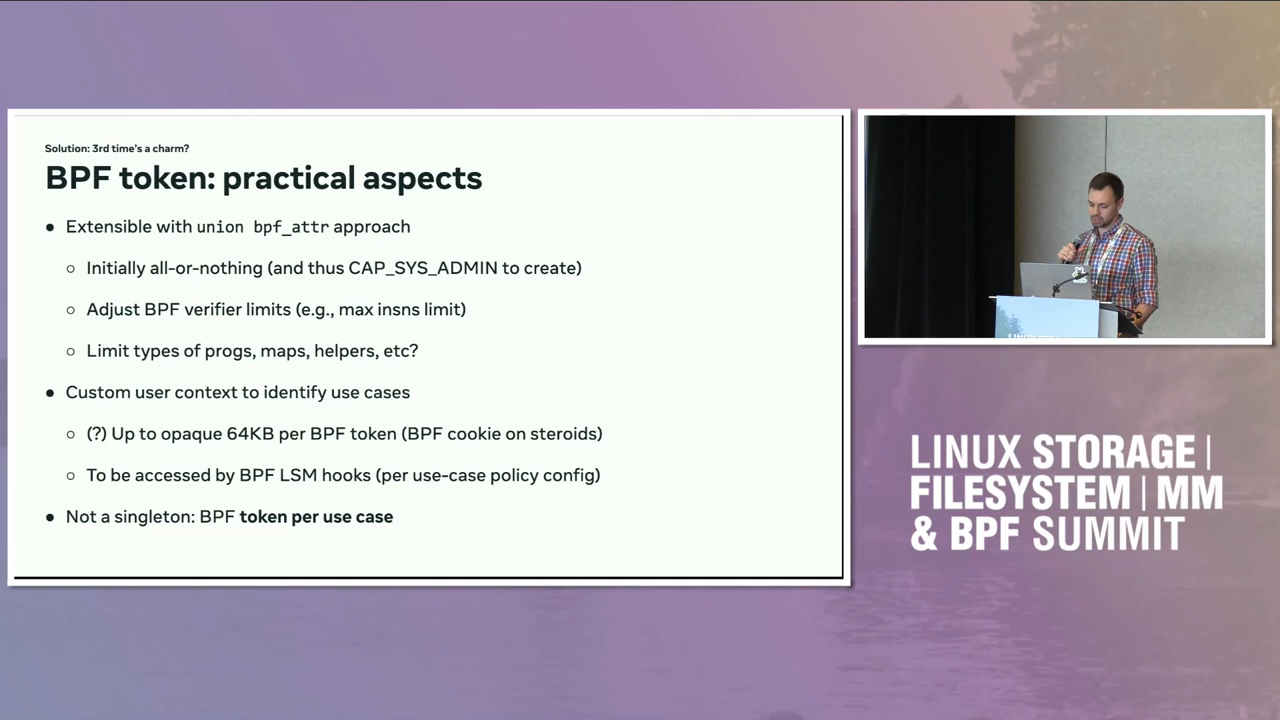 Solution: 3rd time's a charm?
BPF token: practical aspects
● Extensible with union bpf_attr approach
○ Initially all-or-nothing (and thus CAP_SYS_ADMIN to create)
○ Adjust BPF verifier limits (e.g., max insns limit)
○ Limit types of progs, maps, helpers, etc?
● Custom user context to identify use cases
○ (?) Up to opaque 64KB per BPF token (BPF cookie on steroids)
○ To be accessed by BPF LSM hooks (per use-case policy config)
● Not a singleton: BPF token per use case
LINUX STORAGE |
FILESYSTEM | MM
& BPF SUMMIT